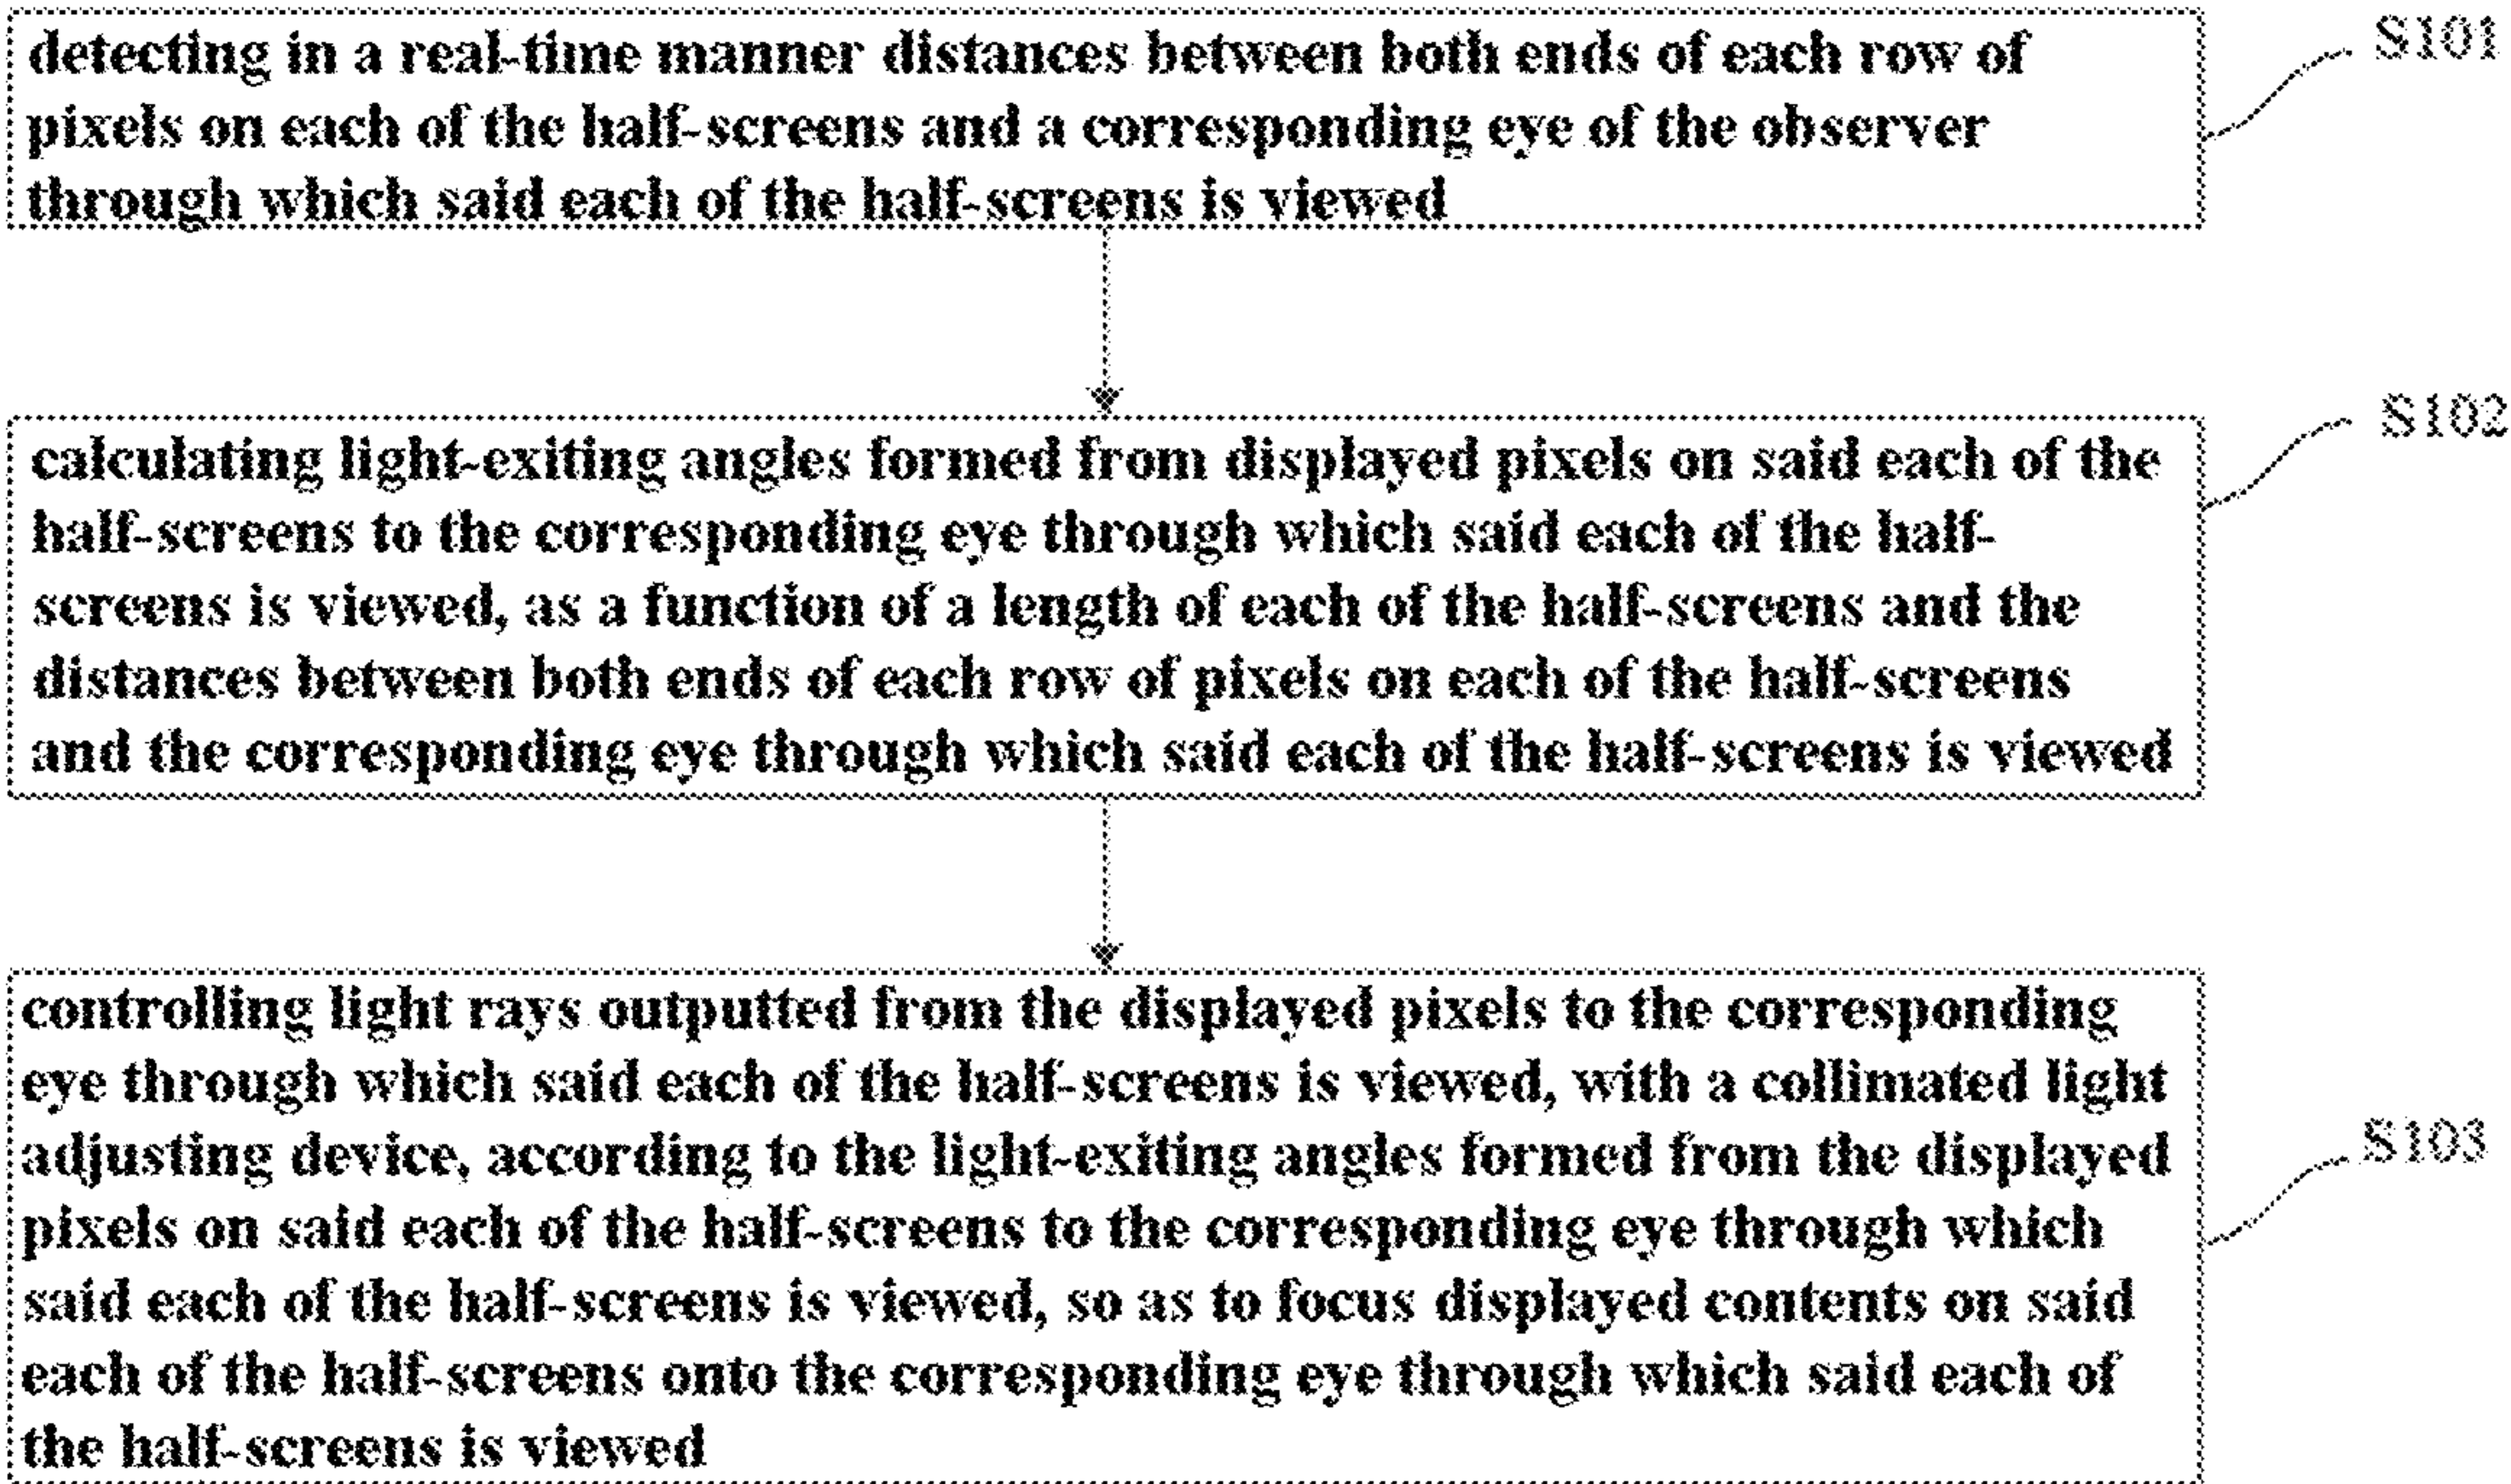 detecting in a real-time manner distances between both ends of each row of
pixels on each of the half-screens and a corresponding eye of the observer
through which said each of the half-screens is viewed
S101
calculating light-exiting angles formed from displayed pixels on said each of the
half-screens to the corresponding eye through which said each of the half-
screens is viewed, as a function of a length of each of the half-screens and the
distances between both ends of each row of pixels on each of the half-screens
and the corresponding eye through which said each of the half-screens is viewed
S102
controlling light rays outputted from the displayed pixels to the corresponding
eye through which said each of the half-screens is viewed, with a collimated light
adjusting device, according to the light-exiting angles formed from the displayed
pixels on said each of the half-screens to the corresponding eye through which
said each of the half-screens is viewed, so as to focus displayed contents on said
each of the half-screens onto the corresponding eye through which said each of
the half-screens is viewed
S103